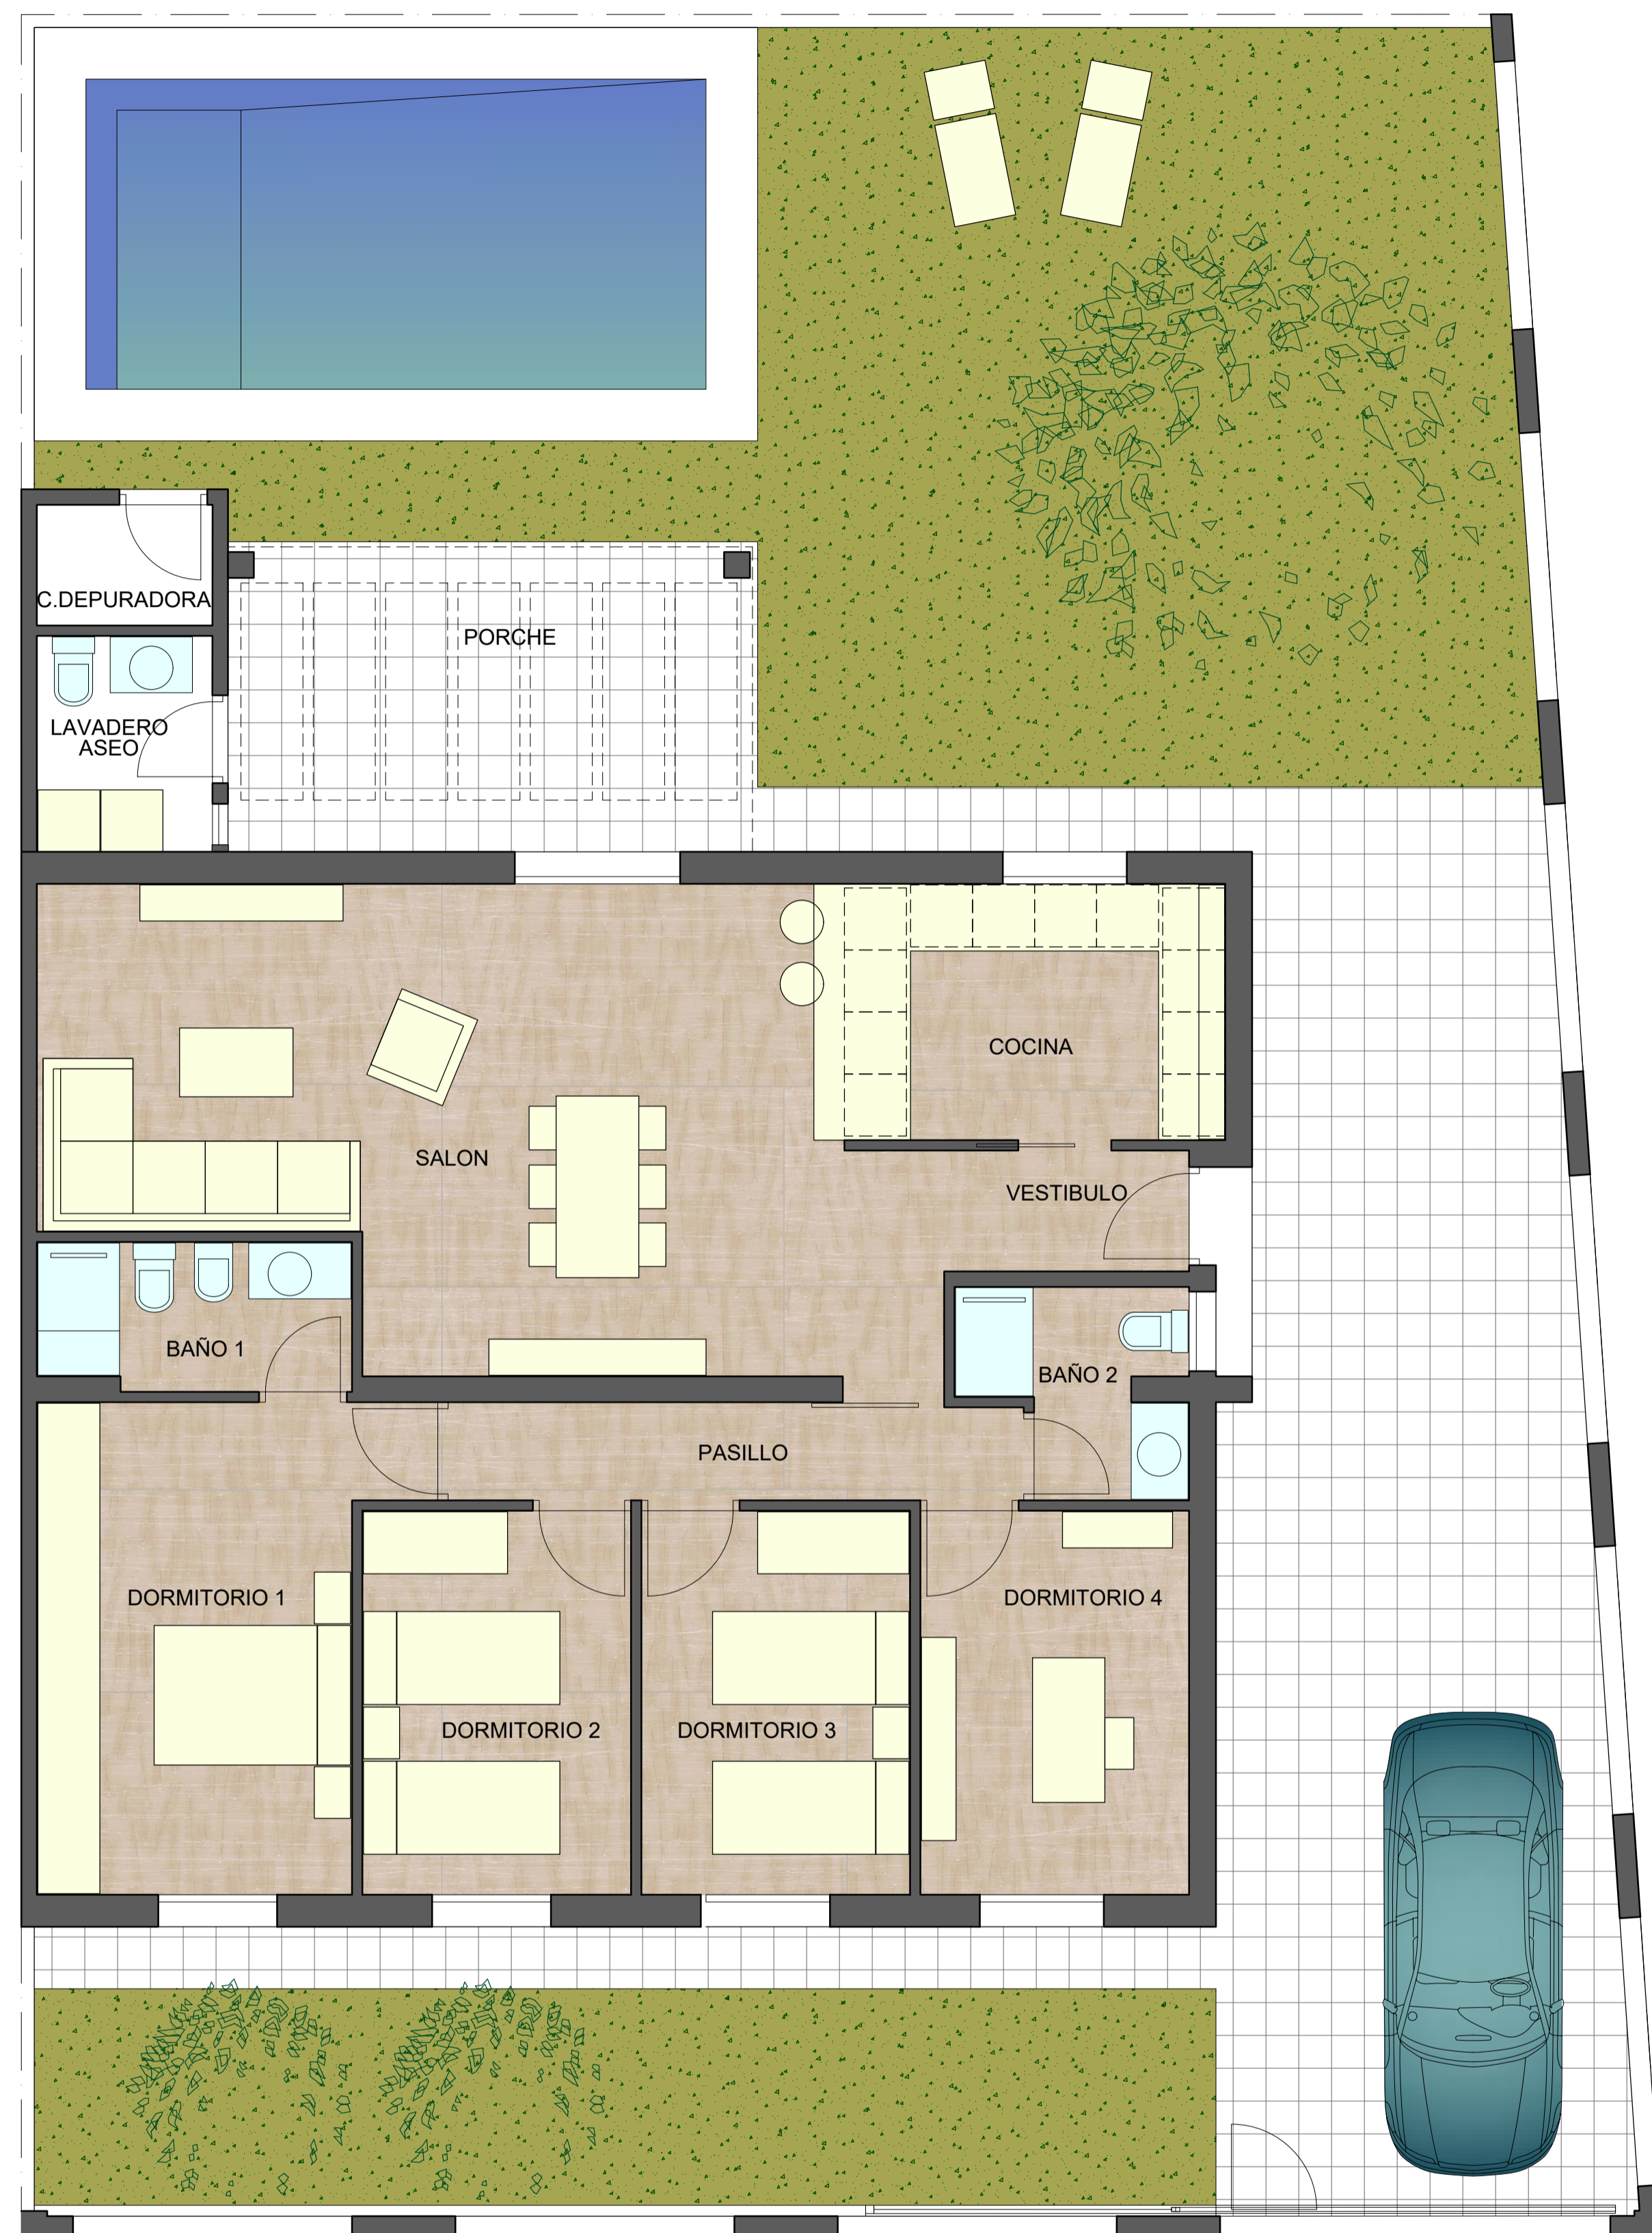 C.DEPURADORA
PORCHE
LAVADERO
ASEO
COCINA
SALON
VESTIBULO
BAÑO 1
BAÑO 2
PASILLO
DORMITORIO 1
DORMITORIO 4
DORMITORIO 2
DORMITORIO 3